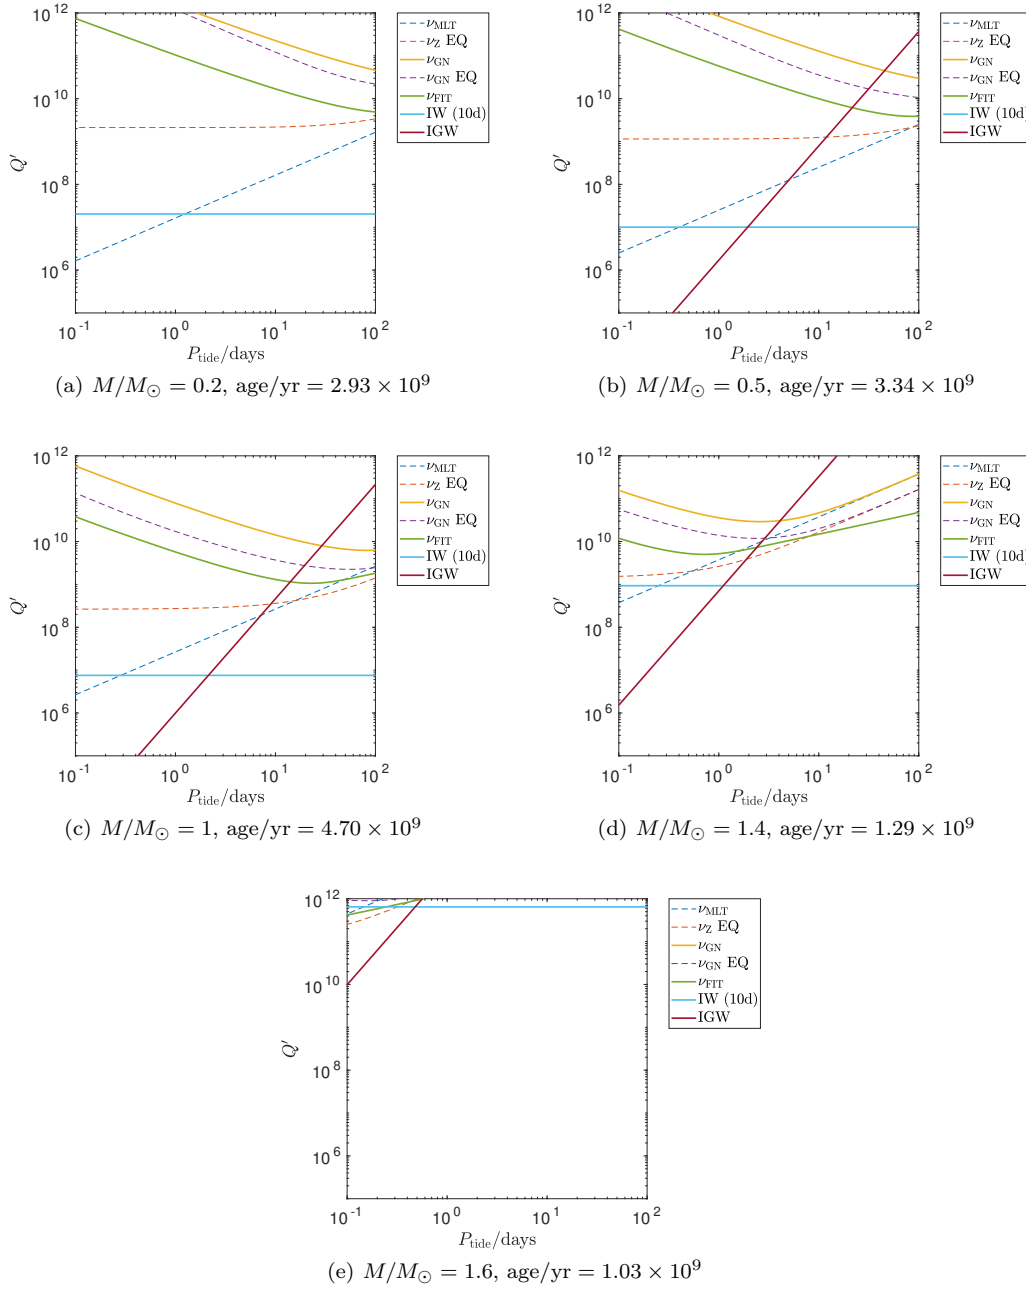 10^12
10^10
10^8
10^6
Q′
10^-1
10^0
10^1
10^2
P_tide/days
ν_MLT
ν_Z EQ
ν_GN
ν_GN EQ
ν_FIT
IW (10d)
IGW
(a) M/M_⊙ = 0.2, age/yr = 2.93 × 10^9
10^12
10^10
10^8
10^6
Q′
10^-1
10^0
10^1
10^2
P_tide/days
ν_MLT
ν_Z EQ
ν_GN
ν_GN EQ
ν_FIT
IW (10d)
IGW
(b) M/M_⊙ = 0.5, age/yr = 3.34 × 10^9
10^12
10^10
10^8
10^6
Q′
10^-1
10^0
10^1
10^2
P_tide/days
ν_MLT
ν_Z EQ
ν_GN
ν_GN EQ
ν_FIT
IW (10d)
IGW
(c) M/M_⊙ = 1, age/yr = 4.70 × 10^9
10^12
10^10
10^8
10^6
Q′
10^-1
10^0
10^1
10^2
P_tide/days
ν_MLT
ν_Z EQ
ν_GN
ν_GN EQ
ν_FIT
IW (10d)
IGW
(d) M/M_⊙ = 1.4, age/yr = 1.29 × 10^9
10^12
10^10
10^8
10^6
Q′
10^-1
10^0
10^1
10^2
P_tide/days
ν_MLT
ν_Z EQ
ν_GN
ν_GN EQ
ν_FIT
IW (10d)
IGW
(e) M/M_⊙ = 1.6, age/yr = 1.03 × 10^9